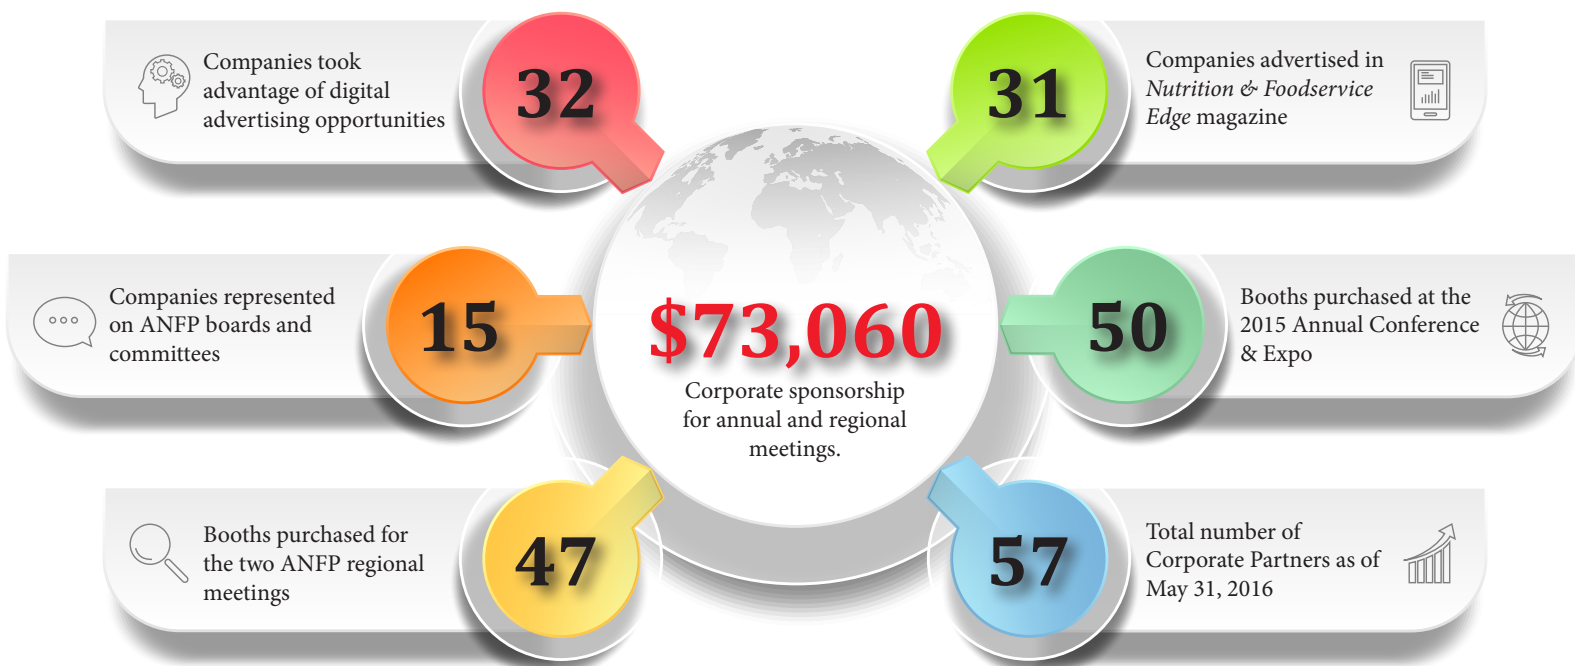 Companies took
advantage of digital
advertising opportunities
32
31
Companies advertised in
Nutrition & Foodservice
Edge magazine
Companies represented
on ANFP boards and
committees
15
$73,060
Corporate sponsorship
for annual and regional
meetings.
50
Booths purchased at the
2015 Annual Conference
& Expo
Booths purchased for
the two ANFP regional
meetings
47
57
Total number of
Corporate Partners as of
May 31, 2016